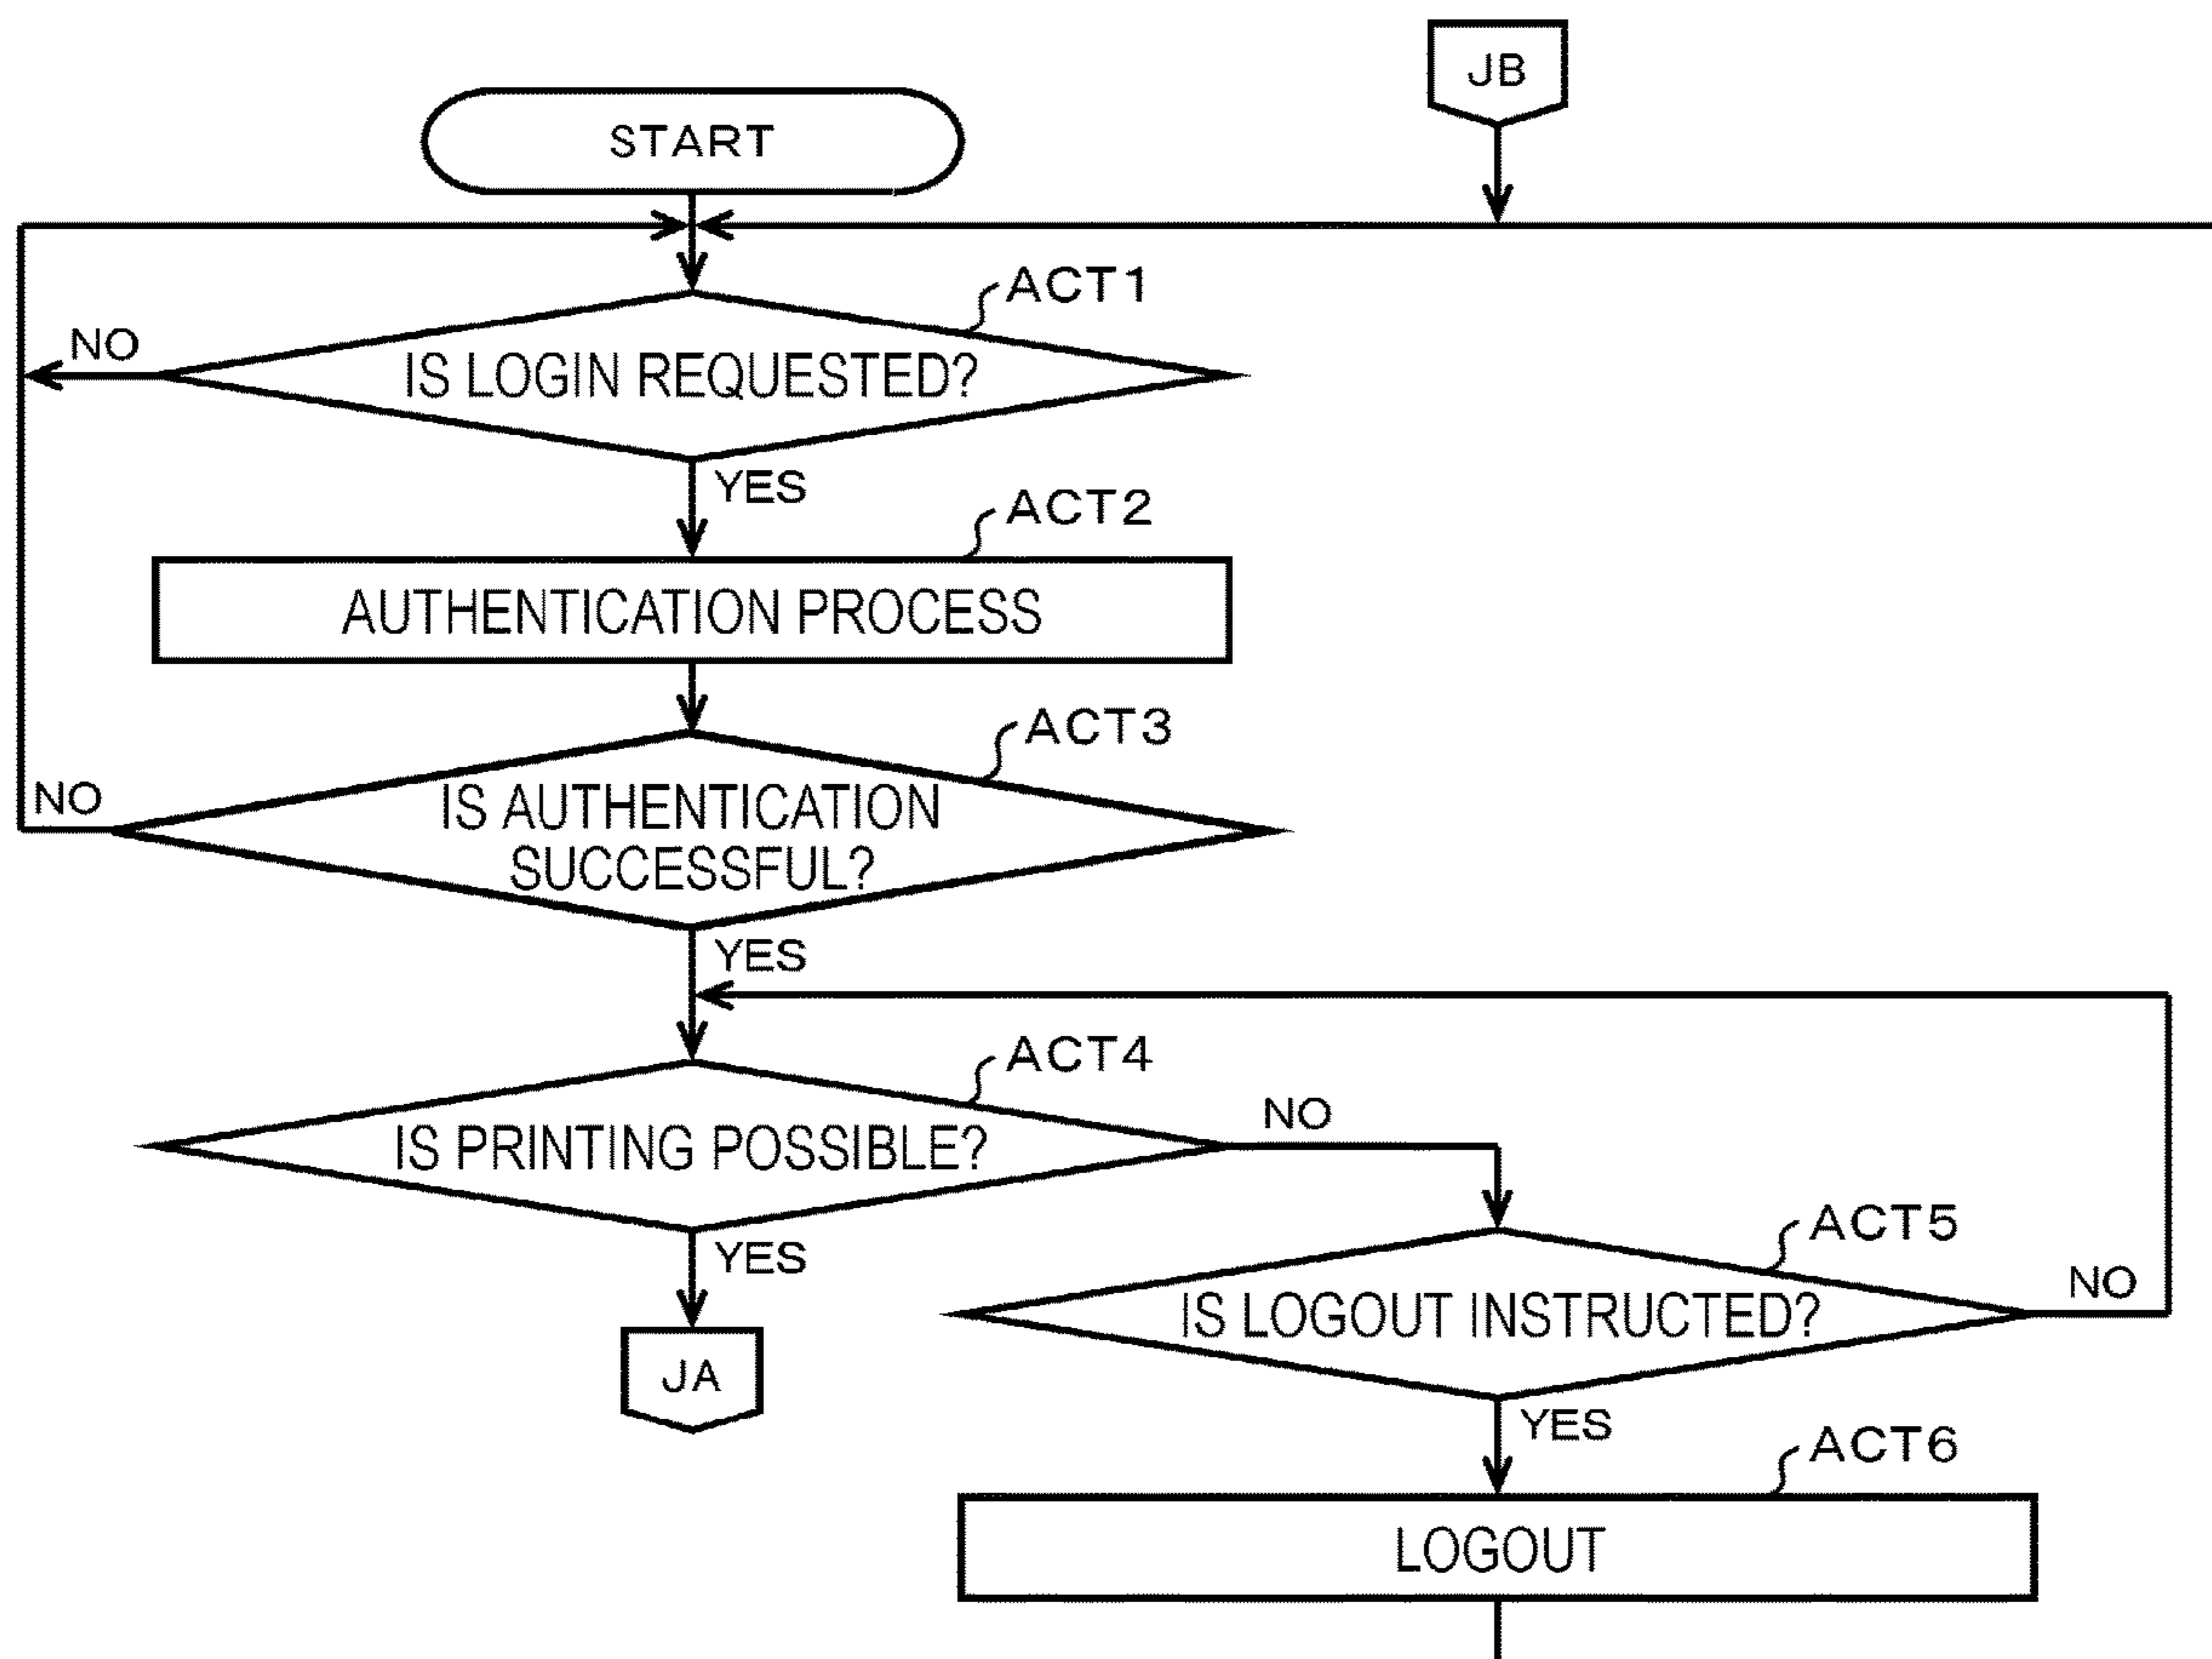 JB
START
ACT1
NO
IS LOGIN REQUESTED?
YES
ACT2
AUTHENTICATION PROCESS
ACT3
NO
IS AUTHENTICATION
SUCCESSFUL?
YES
ACT4
NO
IS PRINTING POSSIBLE?
YES
ACT5
NO
IS LOGOUT INSTRUCTED?
JA
YES
ACT6
LOGOUT